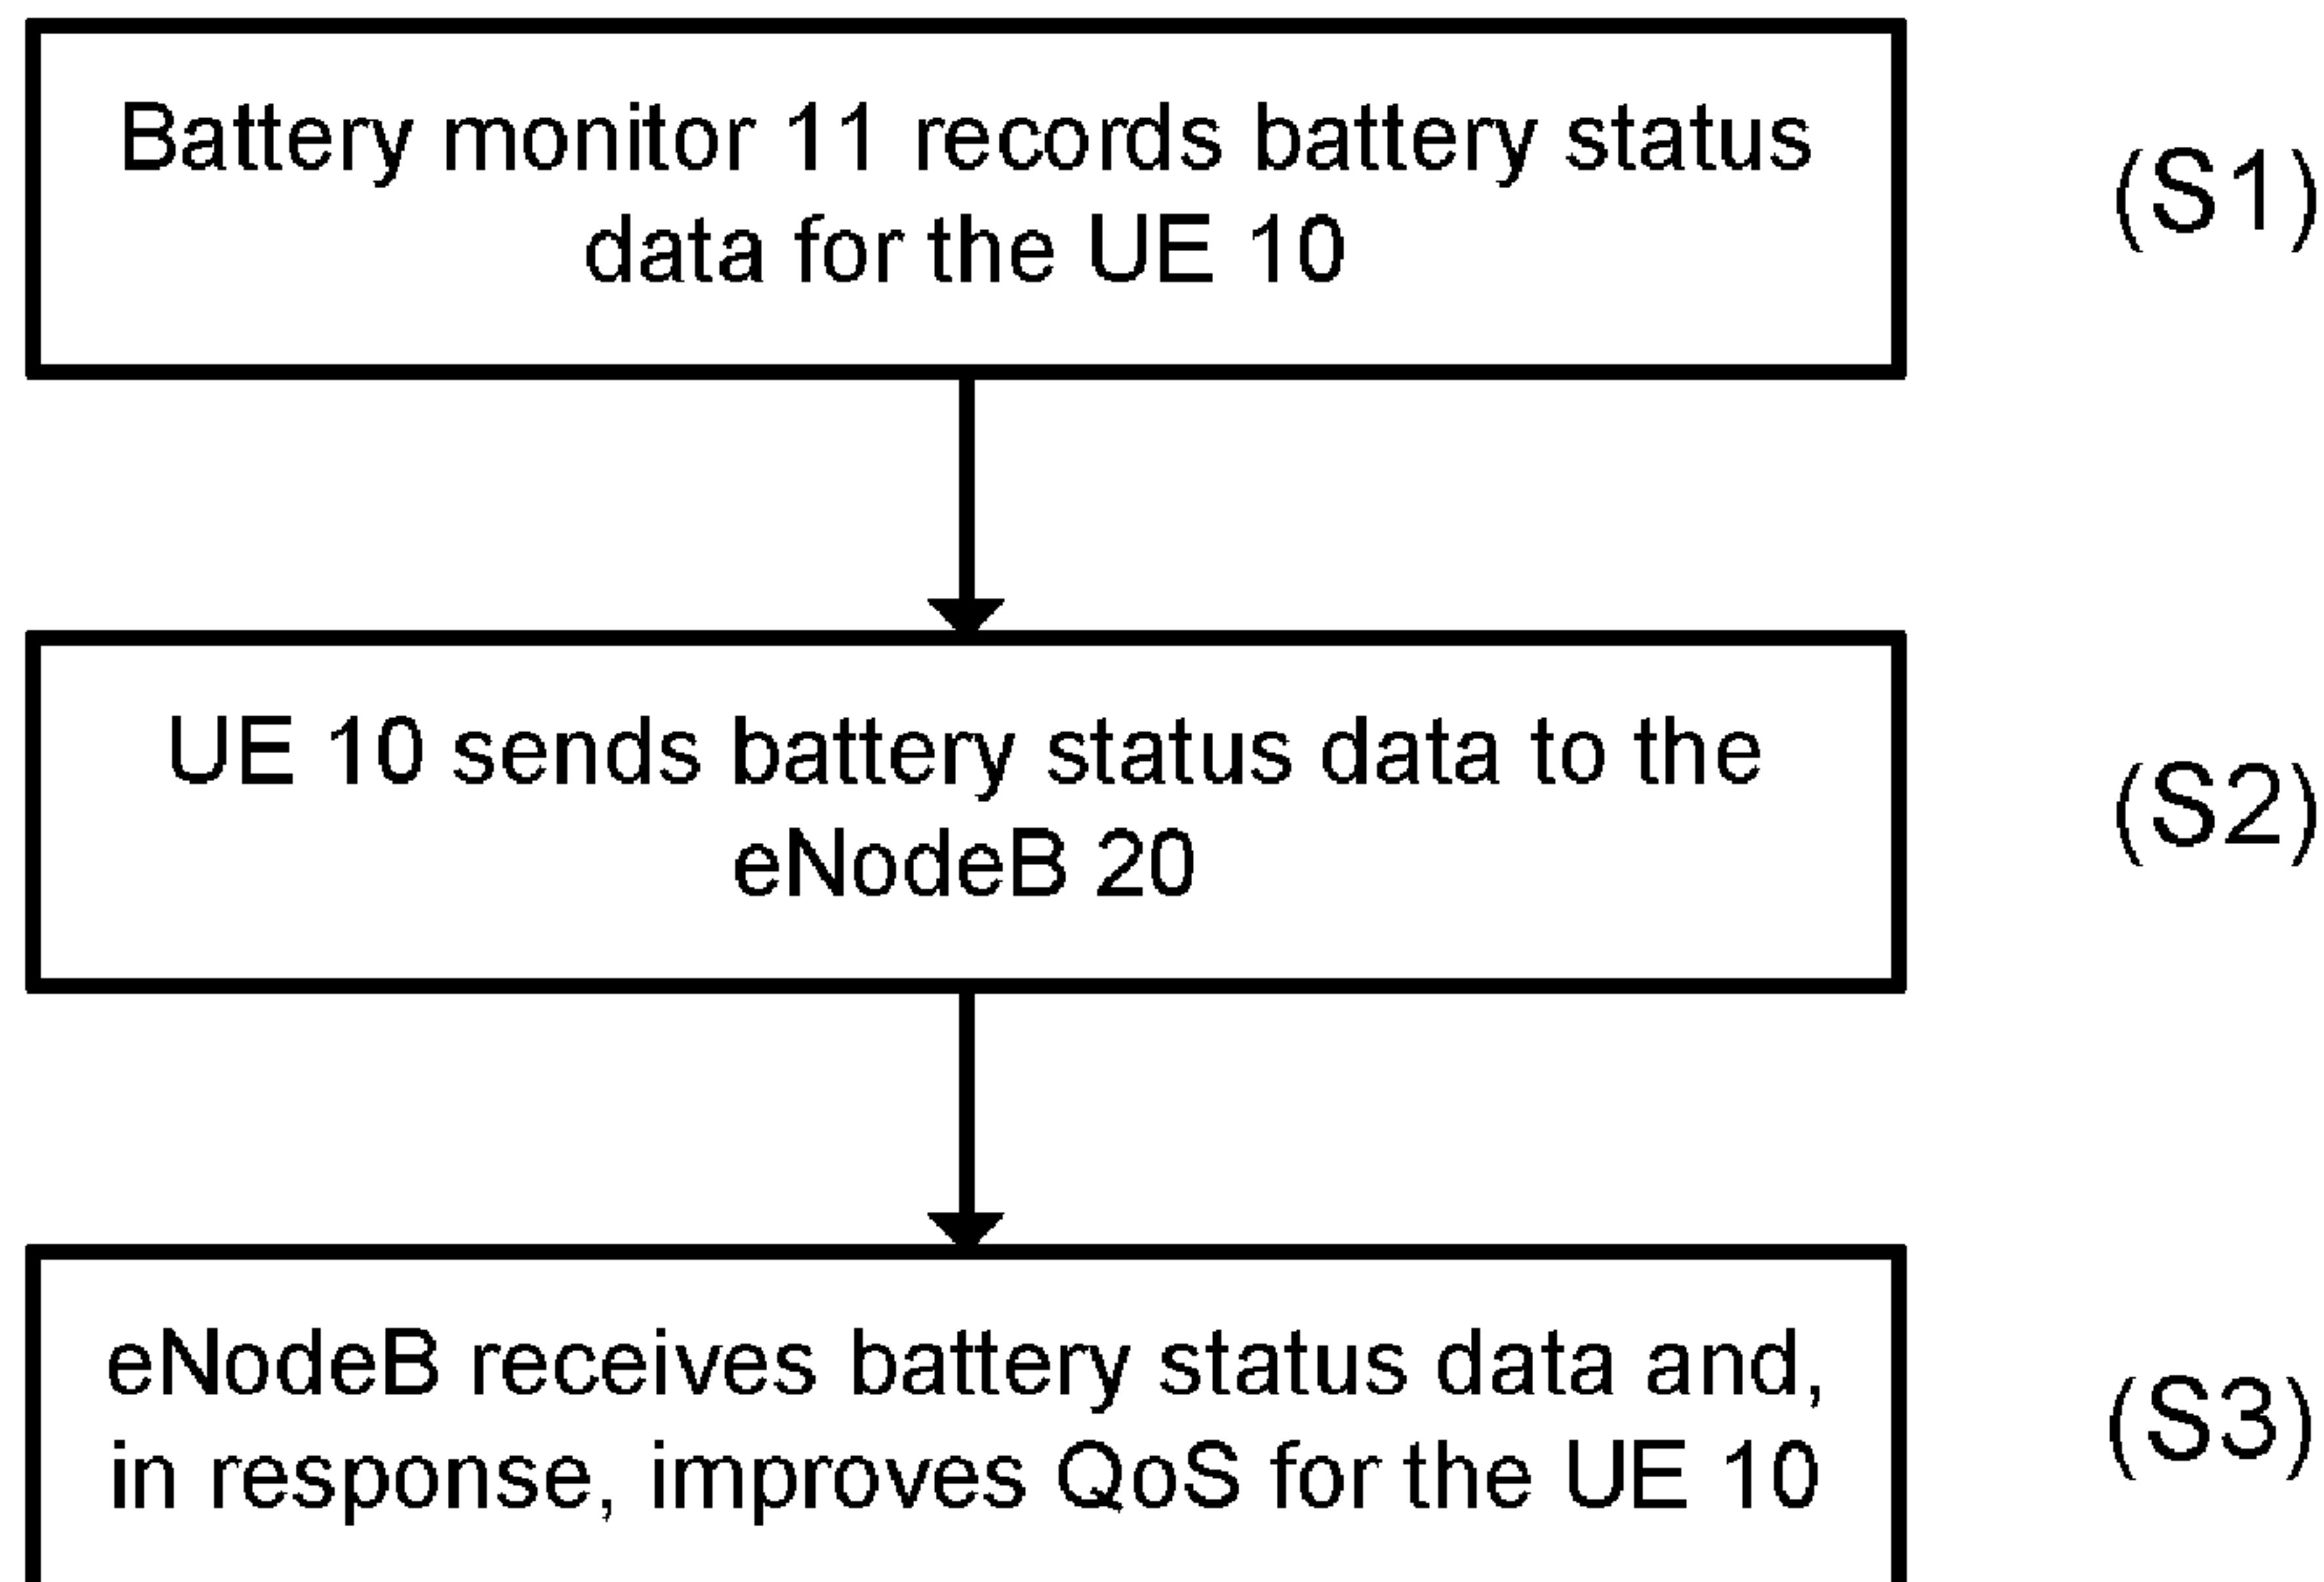 Battery monitor 11 records battery status
data for the UE 10
(S1)
UE 10 sends battery status data to the
eNodeB 20
(S2)
eNodeB receives battery status data and,
in response, improves QoS for the UE 10
(S3)